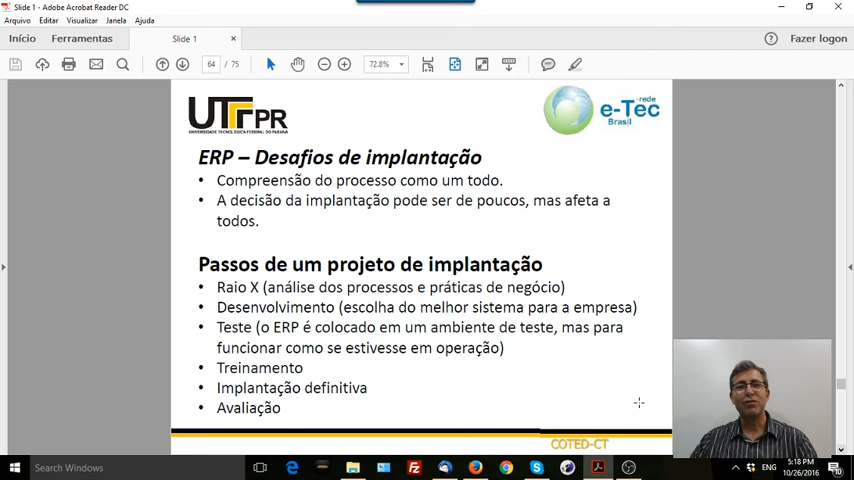 Slide 1 - Adobe Acrobat Reader DC
Arquivo Editar Visualizar Janela Ajuda
Início Ferramentas Slide 1 × Fazer logon
64 / 75 72.8%
UTFPR
UNIVERSIDADE TECNOLÓGICA FEDERAL DO PARANÁ
rede
e-Tec
Brasil
ERP – Desafios de implantação
• Compreensão do processo como um todo.
• A decisão da implantação pode ser de poucos, mas afeta a
todos.
Passos de um projeto de implantação
• Raio X (análise dos processos e práticas de negócio)
• Desenvolvimento (escolha do melhor sistema para a empresa)
• Teste (o ERP é colocado em um ambiente de teste, mas para
funcionar como se estivesse em operação)
• Treinamento
• Implantação definitiva
• Avaliação
COTED-CT
Search Windows
ENG
5:18 PM
10/26/2016